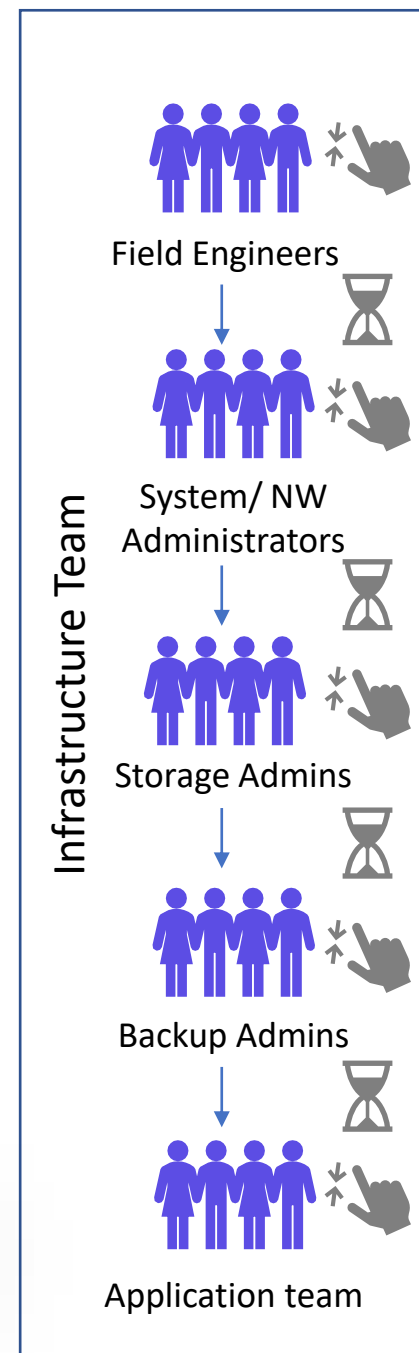 Infrastructure Team
Field Engineers
System/ NW
Administrators
Storage Admins
Backup Admins
Application team